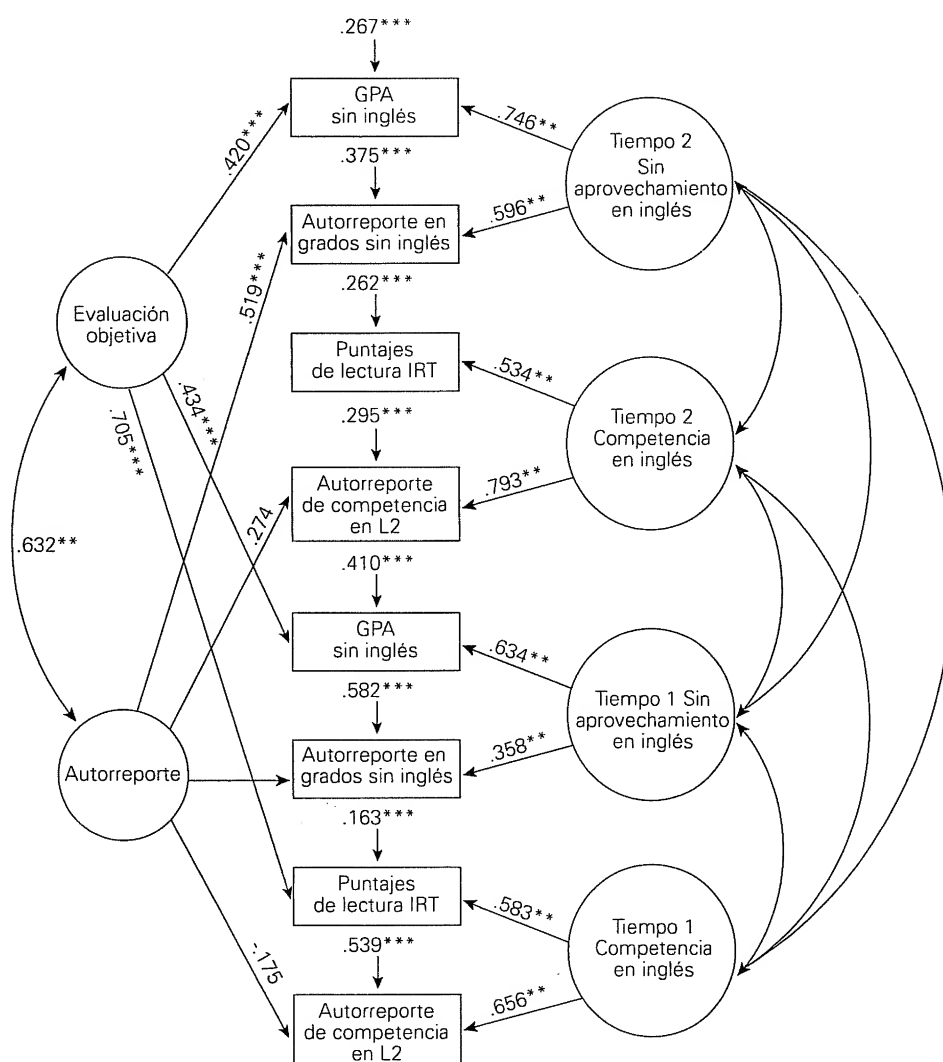 .267***
GPA
sin inglés
.420***
.746**
Tiempo 2
Sin
aprovechamiento
en inglés
.375***
Autorreporte en
grados sin inglés
.596**
.519***
.262***
Evaluación
objetiva
Puntajes
de lectura IRT
.534**
.434***
.705***
.295***
Tiempo 2
Competencia
en inglés
Autorreporte
de competencia
en L2
.793**
.274
.632**
.410***
GPA
sin inglés
.634**
.582***
Tiempo 1 Sin
aprovechamiento
en inglés
Autorreporte
Autorreporte en
grados sin inglés
.358**
.163***
Puntajes
de lectura IRT
.583**
Tiempo 1
Competencia
en inglés
-.175
.539***
.656**
Autorreporte
de competencia
en L2